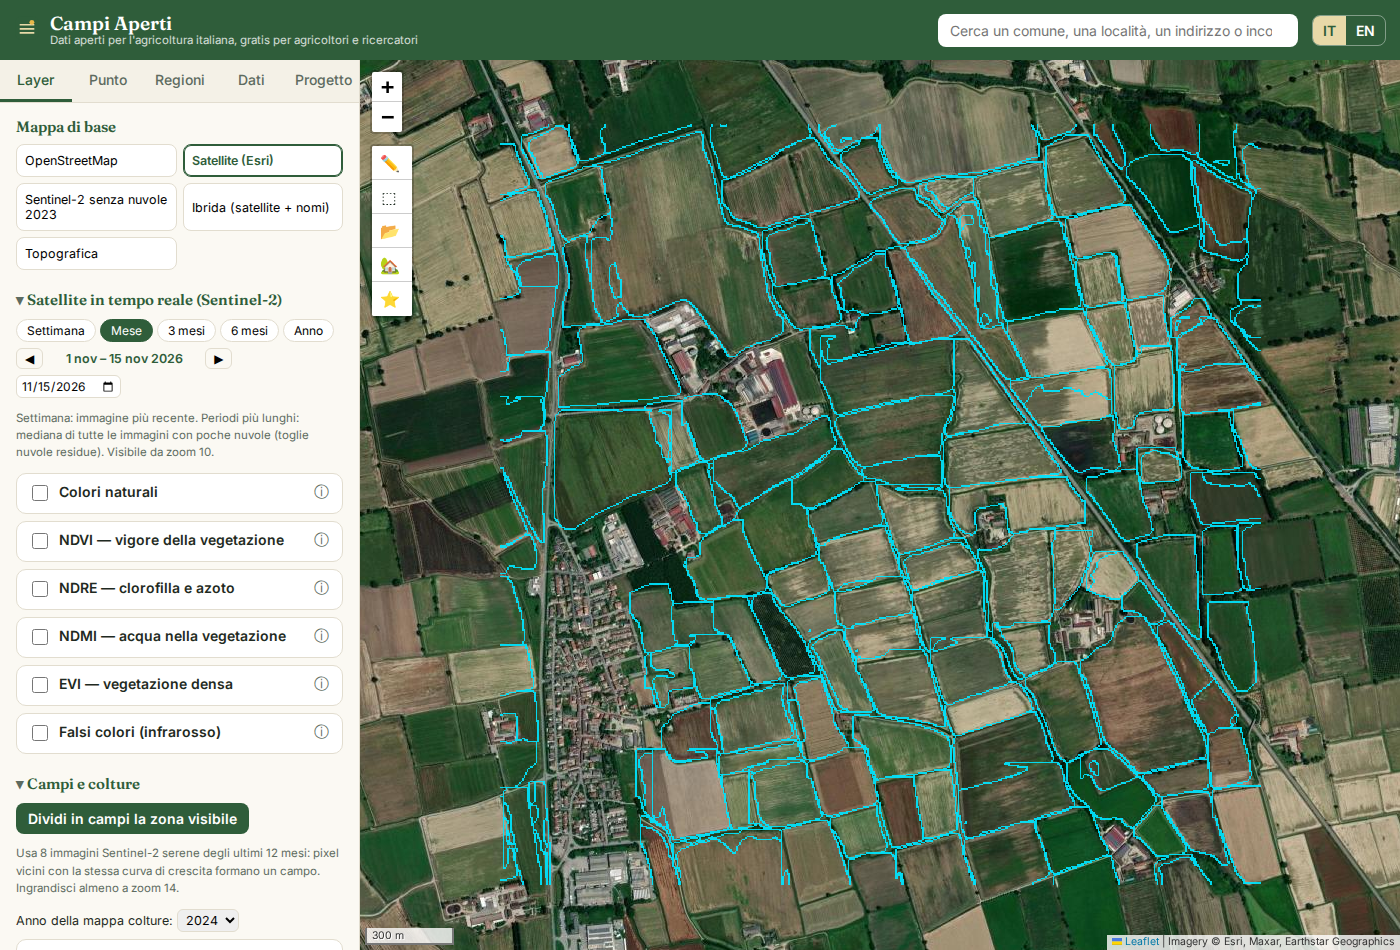 Campi Aperti
Dati aperti per l'agricoltura italiana, gratis per agricoltori e ricercatori
Cerca un comune, una località, un indirizzo o inco
IT
EN
Layer
Punto
Regioni
Dati
Progetto
Mappa di base
OpenStreetMap
Satellite (Esri)
Sentinel-2 senza nuvole
2023
Ibrida (satellite + nomi)
Topografica
▾ Satellite in tempo reale (Sentinel-2)
Settimana
Mese
3 mesi
6 mesi
Anno
◀
1 nov – 15 nov 2026
▶
11/15/2026
Settimana: immagine più recente. Periodi più lunghi:
mediana di tutte le immagini con poche nuvole (toglie
nuvole residue). Visibile da zoom 10.
Colori naturali ⓘ
NDVI — vigore della vegetazione ⓘ
NDRE — clorofilla e azoto ⓘ
NDMI — acqua nella vegetazione ⓘ
EVI — vegetazione densa ⓘ
Falsi colori (infrarosso) ⓘ
▾ Campi e colture
Dividi in campi la zona visibile
Usa 8 immagini Sentinel-2 serene degli ultimi 12 mesi: pixel
vicini con la stessa curva di crescita formano un campo.
Ingrandisci almeno a zoom 14.
Anno della mappa colture: 2024
+
−
300 m
Leaflet | Imagery © Esri, Maxar, Earthstar Geographics